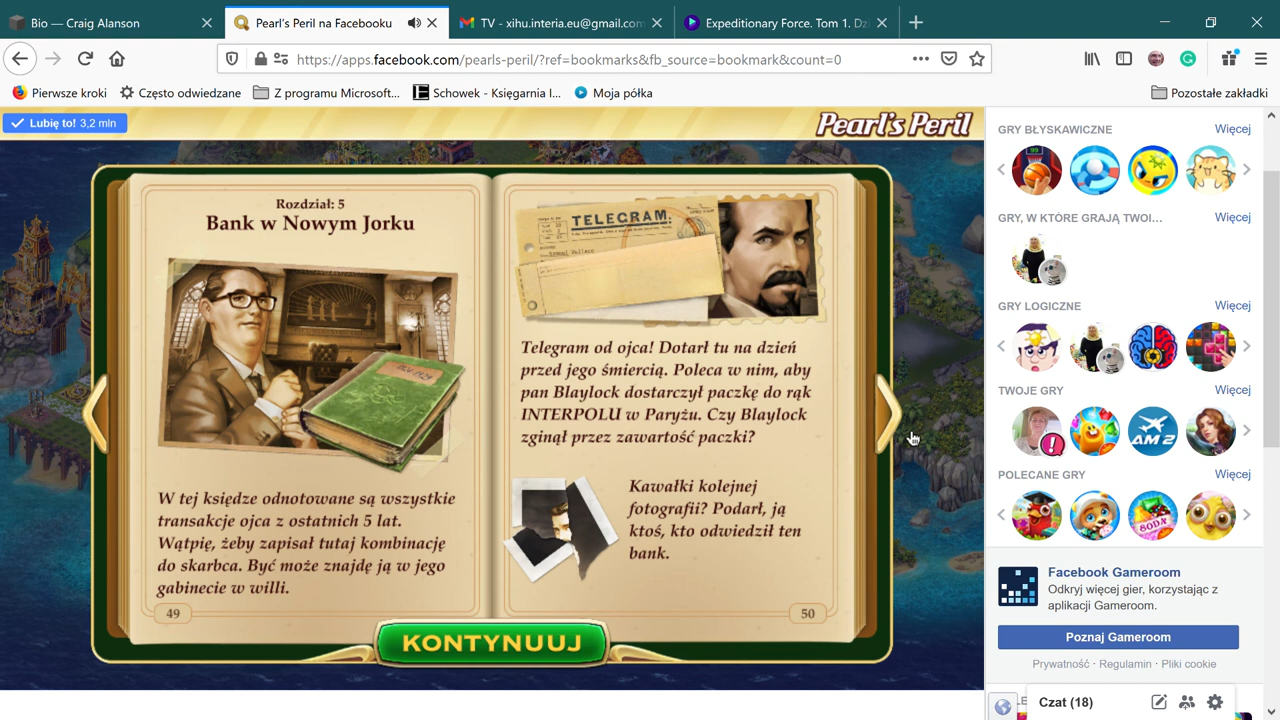 Bio — Craig Alanson
Pearl's Peril na Facebooku
TV - xihu.interia.eu@gmail.com
Expeditionary Force. Tom 1. Dz
https://apps.facebook.com/pearls-peril/?ref=bookmarks&fb_source=bookmark&count=0
Pierwsze kroki
Często odwiedzane
Z programu Microsoft...
Schowek - Księgarnia I...
Moja półka
Pozostałe zakładki
Lubię to! 3,2 mln
Pearl's Peril
Rozdział: 5
Bank w Nowym Jorku
1924-1929
W tej księdze odnotowane są wszystkie
transakcje ojca z ostatnich 5 lat.
Wątpię, żeby zapisał tutaj kombinację
do skarbca. Być może znajdę ją w jego
gabinecie w willi.
49
TELEGRAM.
Telegram od ojca! Dotarł tu na dzień
przed jego śmiercią. Poleca w nim, aby
pan Blaylock dostarczył paczkę do rąk
INTERPOLU w Paryżu. Czy Blaylock
zginął przez zawartość paczki?
Kawałki kolejnej
fotografii? Podarł, ją
ktoś, kto odwiedził ten
bank.
50
KONTYNUUJ
GRY BŁYSKAWICZNE
Więcej
99
GRY, W KTÓRE GRAJĄ TWOI...
Więcej
GRY LOGICZNE
Więcej
TWOJE GRY
Więcej
AM 2
POLECANE GRY
Więcej
SODA
Facebook Gameroom
Odkryj więcej gier, korzystając z
aplikacji Gameroom.
Poznaj Gameroom
Prywatność · Regulamin · Pliki cookie
Czat (18)